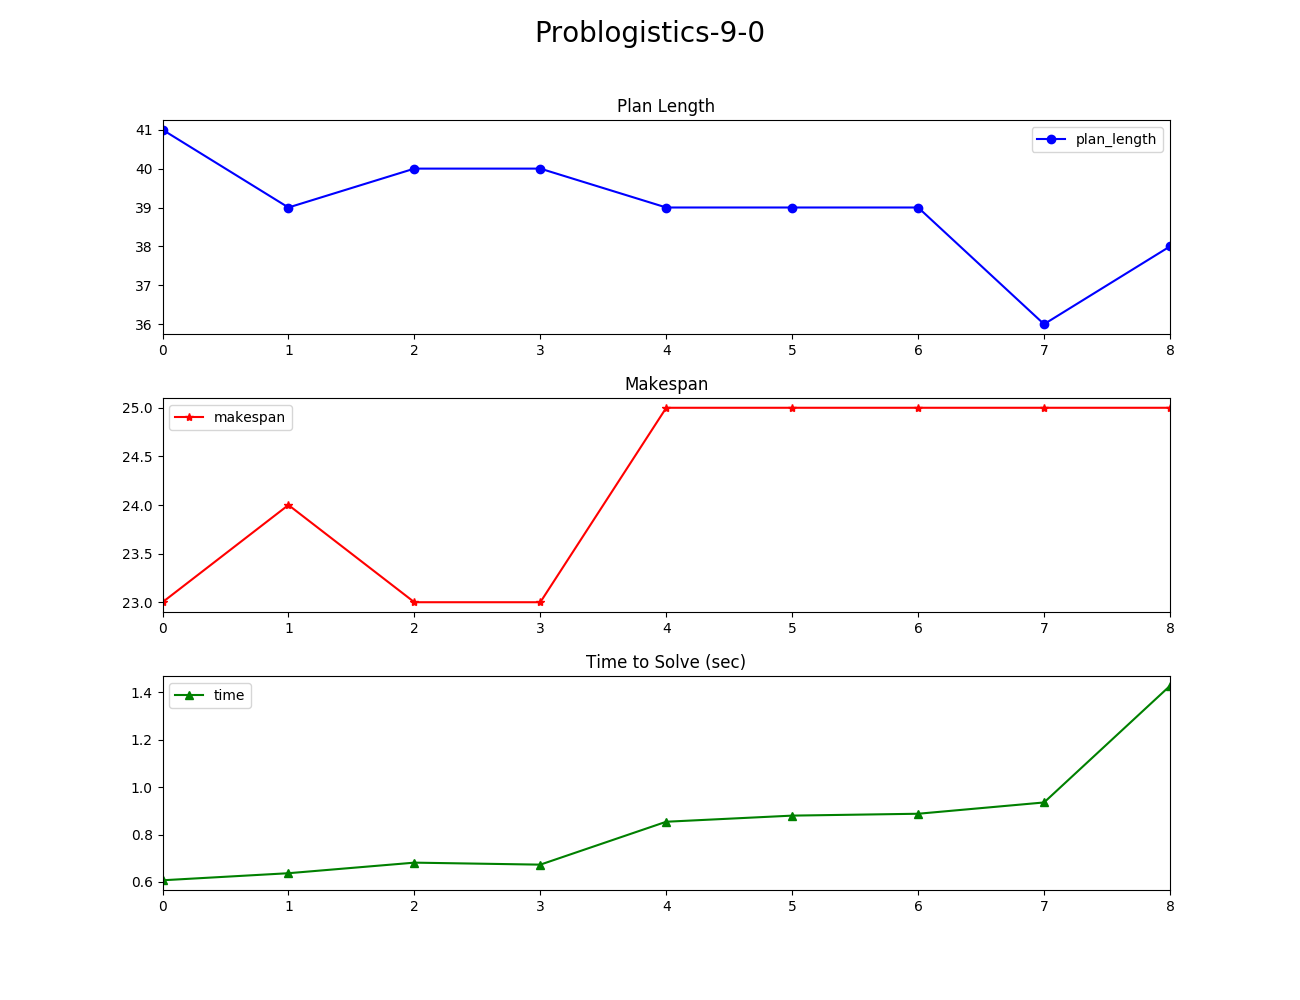 Problogistics-9-0
Plan Length
41
40
39
38
37
36
plan_length
0 1 2 3 4 5 6 7 8
Makespan
25.0
24.5
24.0
23.5
23.0
makespan
0 1 2 3 4 5 6 7 8
Time to Solve (sec)
1.4
1.2
1.0
0.8
0.6
time
0 1 2 3 4 5 6 7 8